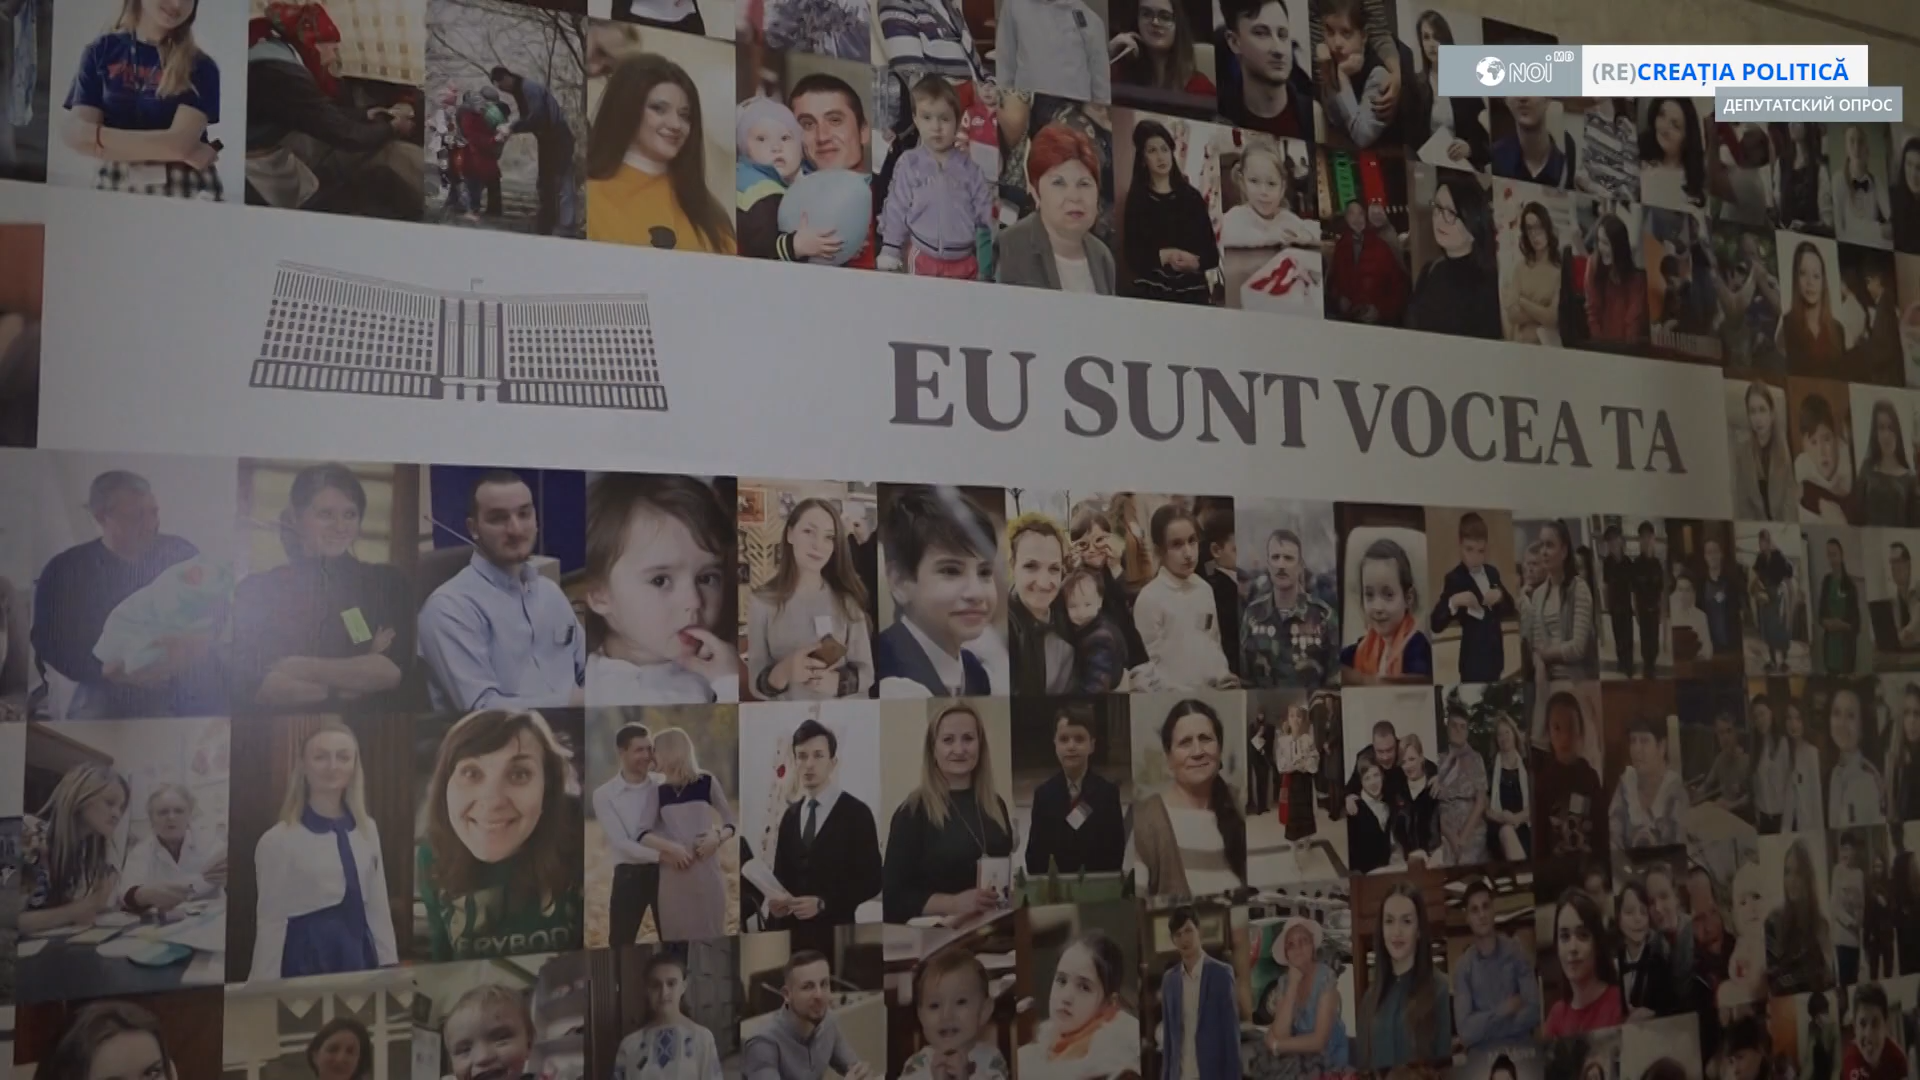 NOI MD (RE)CREAȚIA POLITICĂ
ДЕПУТАТСКИЙ ОПРОС
EU SUNT VOCEA TA